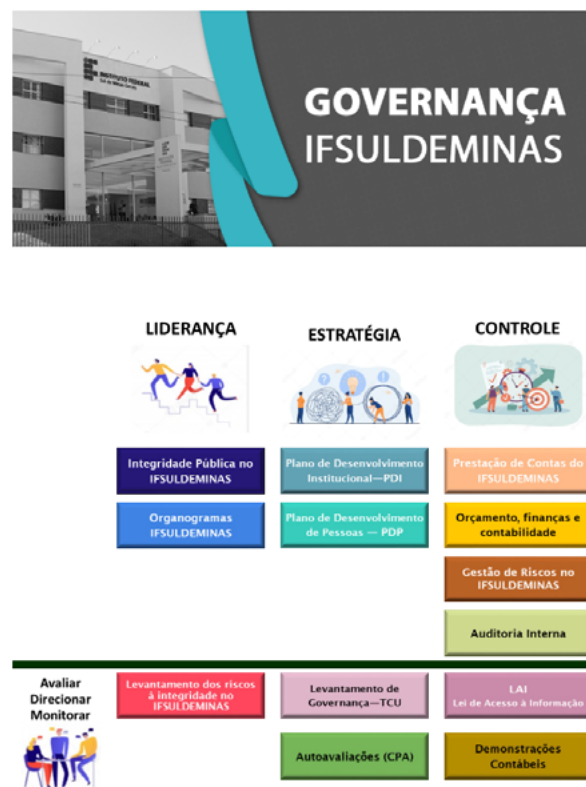 INSTITUTO FEDERAL
GOVERNANÇA
IFSULDEMINAS
LIDERANÇA
ESTRATÉGIA
CONTROLE
Integridade Pública no
IFSULDEMINAS
Plano de Desenvolvimento
Institucional—PDI
Prestação de Contas do
IFSULDEMINAS
Organogramas
IFSULDEMINAS
Plano de Desenvolvimento
de Pessoas — PDP
Orçamento, finanças e
contabilidade
Gestão de Riscos no
IFSULDEMINAS
Auditoria Interna
Avaliar
Direcionar
Monitorar
Levantamento dos riscos
à integridade no
IFSULDEMINAS
Levantamento de
Governança—TCU
LAI
Lei de Acesso à Informação
Autoavaliações (CPA)
Demonstrações
Contábeis